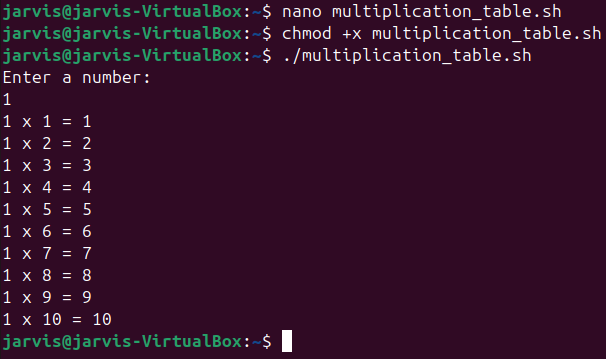 jarvis@jarvis-VirtualBox:~$ nano multiplication_table.sh
jarvis@jarvis-VirtualBox:~$ chmod +x multiplication_table.sh
jarvis@jarvis-VirtualBox:~$ ./multiplication_table.sh
Enter a number:
1
1 x 1 = 1
1 x 2 = 2
1 x 3 = 3
1 x 4 = 4
1 x 5 = 5
1 x 6 = 6
1 x 7 = 7
1 x 8 = 8
1 x 9 = 9
1 x 10 = 10
jarvis@jarvis-VirtualBox:~$